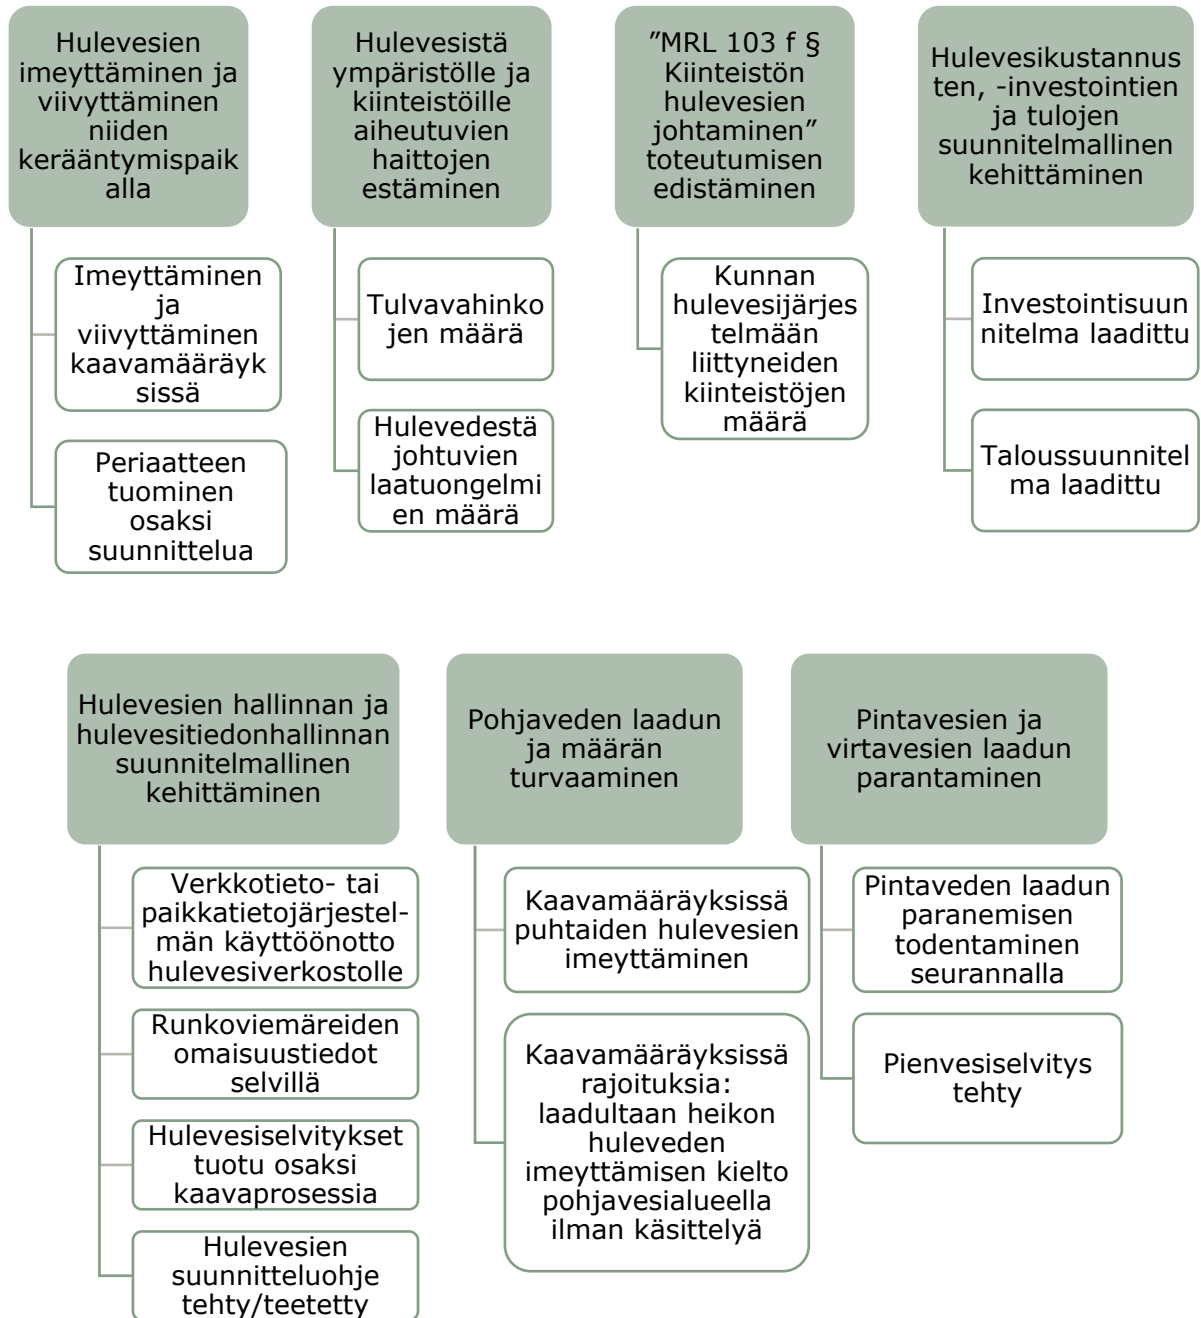 Hulevesien
imeyttäminen ja
viivyttäminen
niiden
kerääntymispaik
alla
Imeyttäminen
ja
viivyttäminen
kaavamääräyk
sissä
Periaatteen
tuominen
osaksi
suunnittelua
Hulevesistä
ympäristölle ja
kiinteistöille
aiheutuvien
haittojen
estäminen
Tulvavahinko
jen määrä
Hulevedestä
johtuvien
laatuongelmi
en määrä
”MRL 103 f §
Kiinteistön
hulevesien
johtaminen”
toteutumisen
edistäminen
Kunnan
hulevesijärjes
telmään
liittyneiden
kiinteistöjen
määrä
Hulevesikustannus
ten, -investointien
ja tulojen
suunnitelmallinen
kehittäminen
Investointisuun
nitelma laadittu
Taloussuunnitel
ma laadittu
Hulevesien hallinnan ja
hulevesitiedonhallinnan
suunnitelmallinen
kehittäminen
Verkkotieto- tai
paikkatietojärjestel-
män käyttöönotto
hulevesiverkostolle
Runkoviemäreiden
omaisuustiedot
selvillä
Hulevesiselvitykset
tuotu osaksi
kaavaprosessia
Hulevesien
suunnitteluohje
tehty/teetetty
Pohjaveden laadun
ja määrän
turvaaminen
Kaavamääräyksissä
puhtaiden hulevesien
imeyttäminen
Kaavamääräyksissä
rajoituksia:
laadultaan heikon
huleveden
imeyttämisen kielto
pohjavesialueella
ilman käsittelyä
Pintavesien ja
virtavesien laadun
parantaminen
Pintaveden laadun
paranemisen
todentaminen
seurannalla
Pienvesiselvitys
tehty